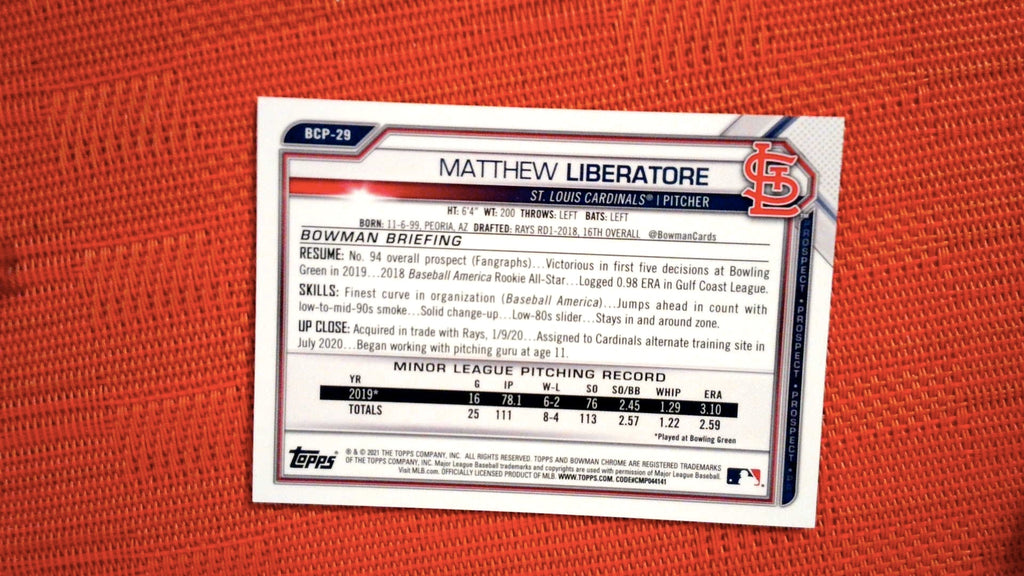 BCP-29
MATTHEW LIBERATORE
ST. LOUIS CARDINALS® | PITCHER
HT: 6'4" WT: 200 THROWS: LEFT BATS: LEFT
BORN: 11-6-99, PEORIA, AZ DRAFTED: RAYS RD1-2018, 16TH OVERALL @BowmanCards
BOWMAN BRIEFING
RESUME: No. 94 overall prospect (Fangraphs)...Victorious in first five decisions at Bowling
Green in 2019...2018 Baseball America Rookie All-Star...Logged 0.98 ERA in Gulf Coast League.
SKILLS: Finest curve in organization (Baseball America)...Jumps ahead in count with
low-to-mid-90s smoke...Solid change-up...Low-80s slider...Stays in and around zone.
UP CLOSE: Acquired in trade with Rays, 1/9/20...Assigned to Cardinals alternate training site in
July 2020...Began working with pitching guru at age 11.
MINOR LEAGUE PITCHING RECORD
YR G IP W-L SO SO/BB WHIP ERA
2019* 16 78.1 6-2 76 2.45 1.29 3.10
TOTALS 25 111 8-4 113 2.57 1.22 2.59
*Played at Bowling Green
topps® ® & © 2021 THE TOPPS COMPANY, INC. ALL RIGHTS RESERVED. TOPPS AND BOWMAN CHROME ARE REGISTERED TRADEMARKS
OF THE TOPPS COMPANY, INC. Major League Baseball trademarks and copyrights are used with permission of Major League Baseball.
Visit MLB.com. OFFICIALLY LICENSED PRODUCT OF MLB. WWW.TOPPS.COM. CODE#CMP044141
PROSPECT • PROSPECT • PROSPECT • PROSPECT
STL